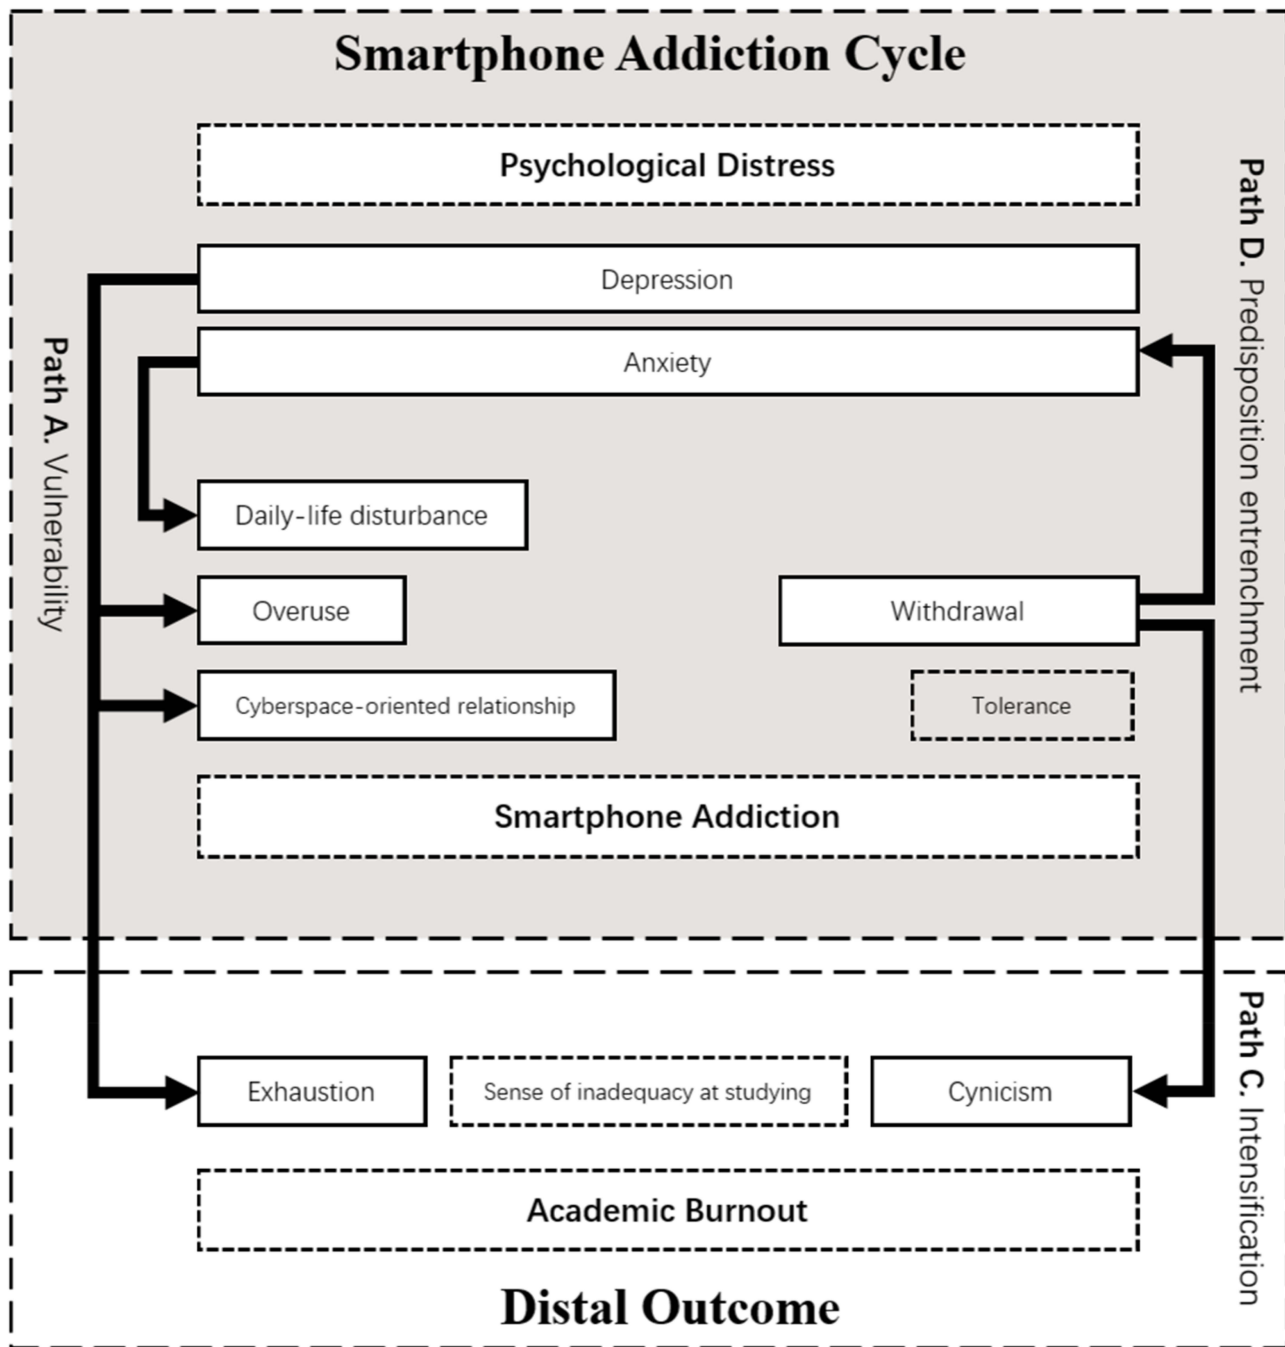 Smartphone Addiction Cycle
Psychological Distress
Depression
Anxiety
Path A. Vulnerability
Path D. Predisposition entrenchment
Daily-life disturbance
Overuse
Withdrawal
Cyberspace-oriented relationship
Tolerance
Smartphone Addiction
Path C. Intensification
Exhaustion
Sense of inadequacy at studying
Cynicism
Academic Burnout
Distal Outcome